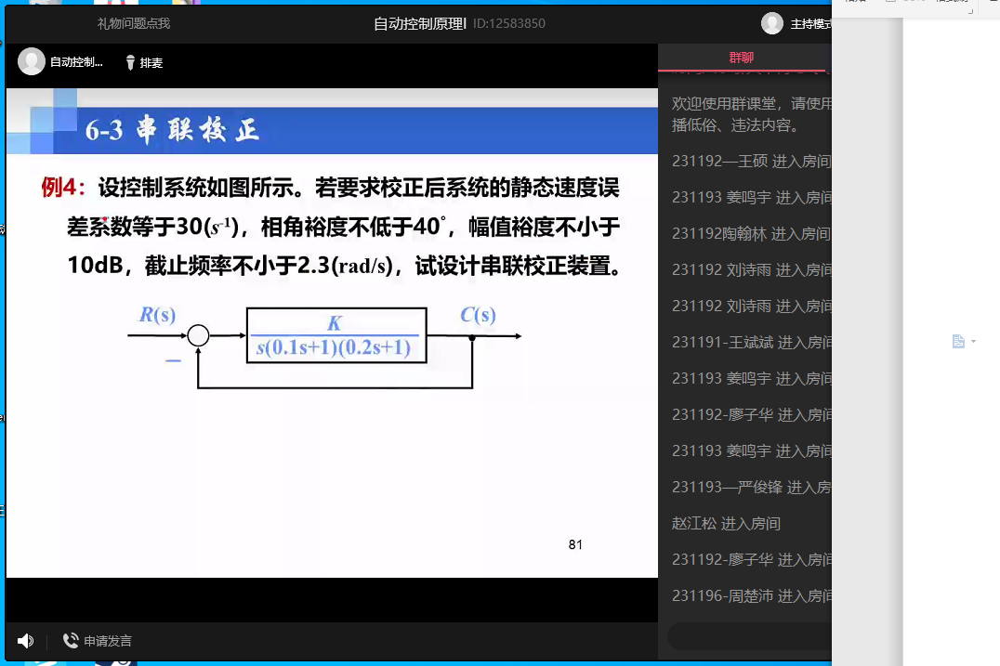 礼物问题点我
自动控制原理I ID:12583850
主持模式
自动控制...
排麦
群聊
6-3 串联校正
例4：设控制系统如图所示。若要求校正后系统的静态速度误
差系数等于30(s⁻¹)，相角裕度不低于40°，幅值裕度不小于
10dB，截止频率不小于2.3(rad/s)，试设计串联校正装置。
R(s)
K
C(s)
s(0.1s+1)(0.2s+1)
−
81
欢迎使用群课堂，请使用
播低俗、违法内容。
231192—王硕 进入房间
231193 姜鸣宇 进入房间
231192陶翰林 进入房间
231192 刘诗雨 进入房间
231192 刘诗雨 进入房间
231191-王斌斌 进入房间
231193 姜鸣宇 进入房间
231192-廖子华 进入房间
231193 姜鸣宇 进入房间
231193—严俊锋 进入房
赵江松 进入房间
231192-廖子华 进入房间
231196-周楚沛 进入房间
申请发言